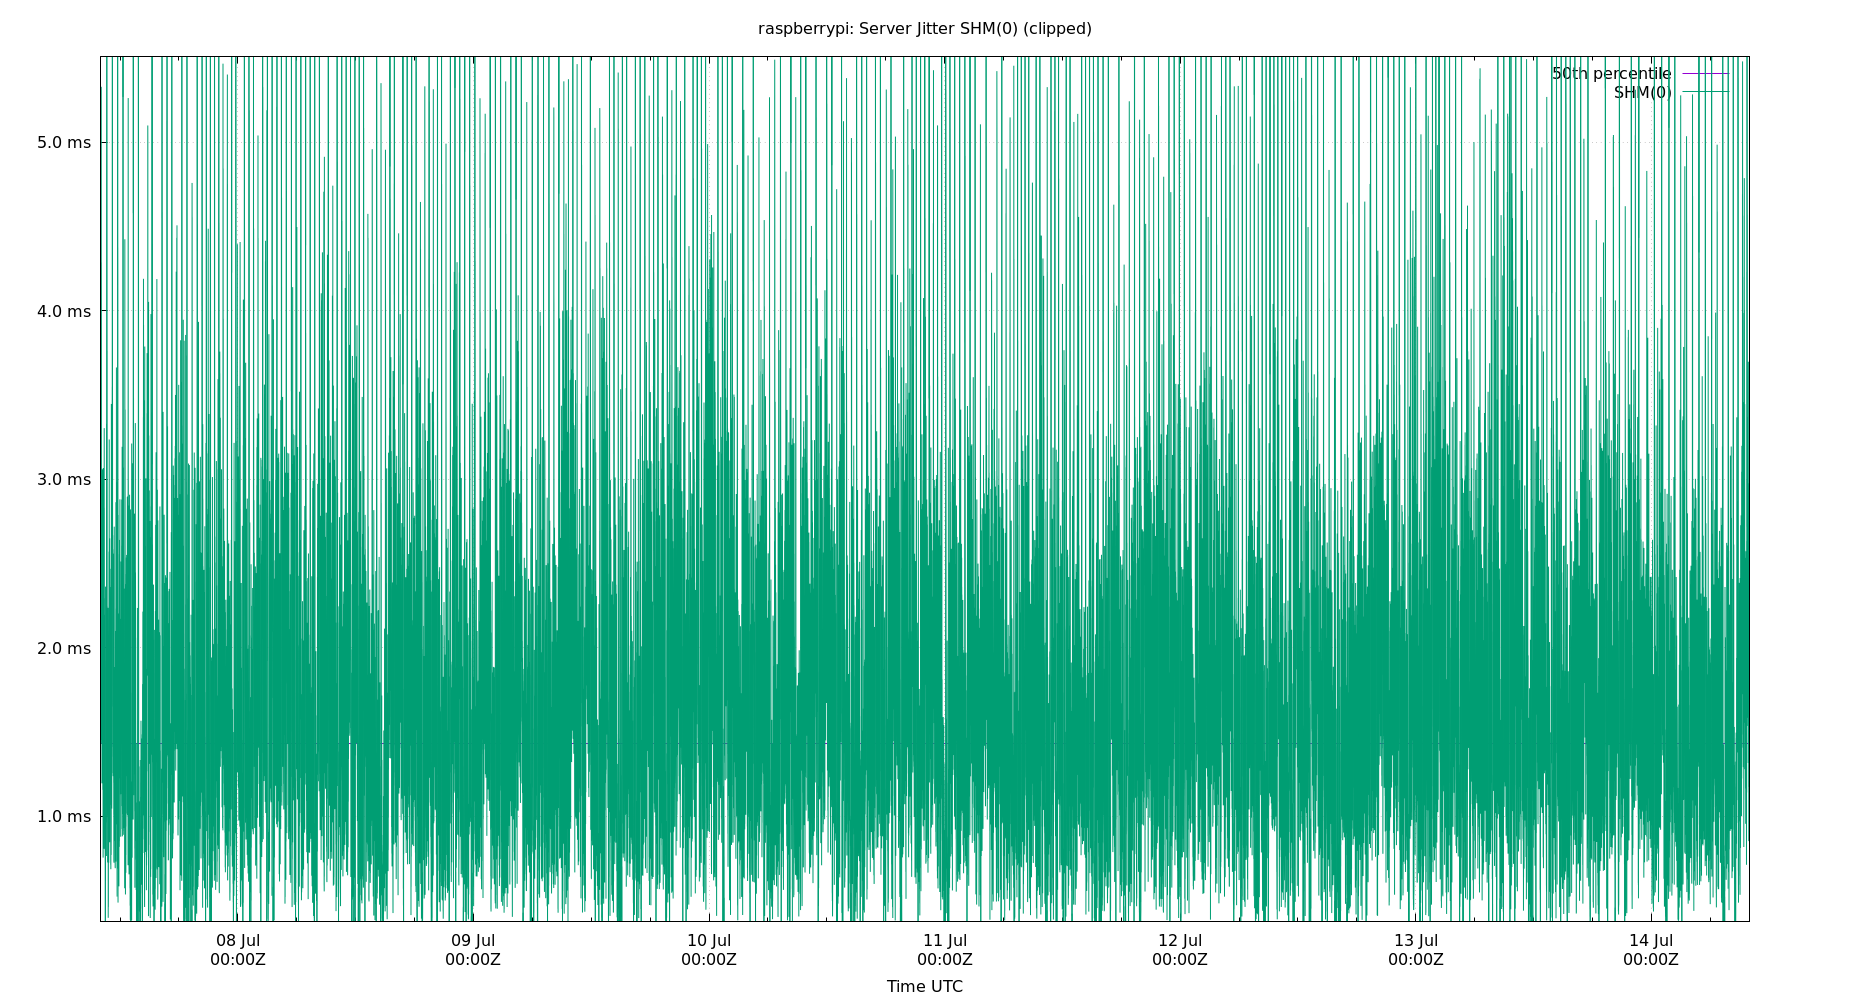 raspberrypi: Server Jitter SHM(0) (clipped)
50th percentile
SHM(0)
5.0 ms
4.0 ms
3.0 ms
2.0 ms
1.0 ms
08 Jul 09 Jul 10 Jul 11 Jul 12 Jul 13 Jul 14 Jul
00:00Z 00:00Z 00:00Z 00:00Z 00:00Z 00:00Z 00:00Z
Time UTC